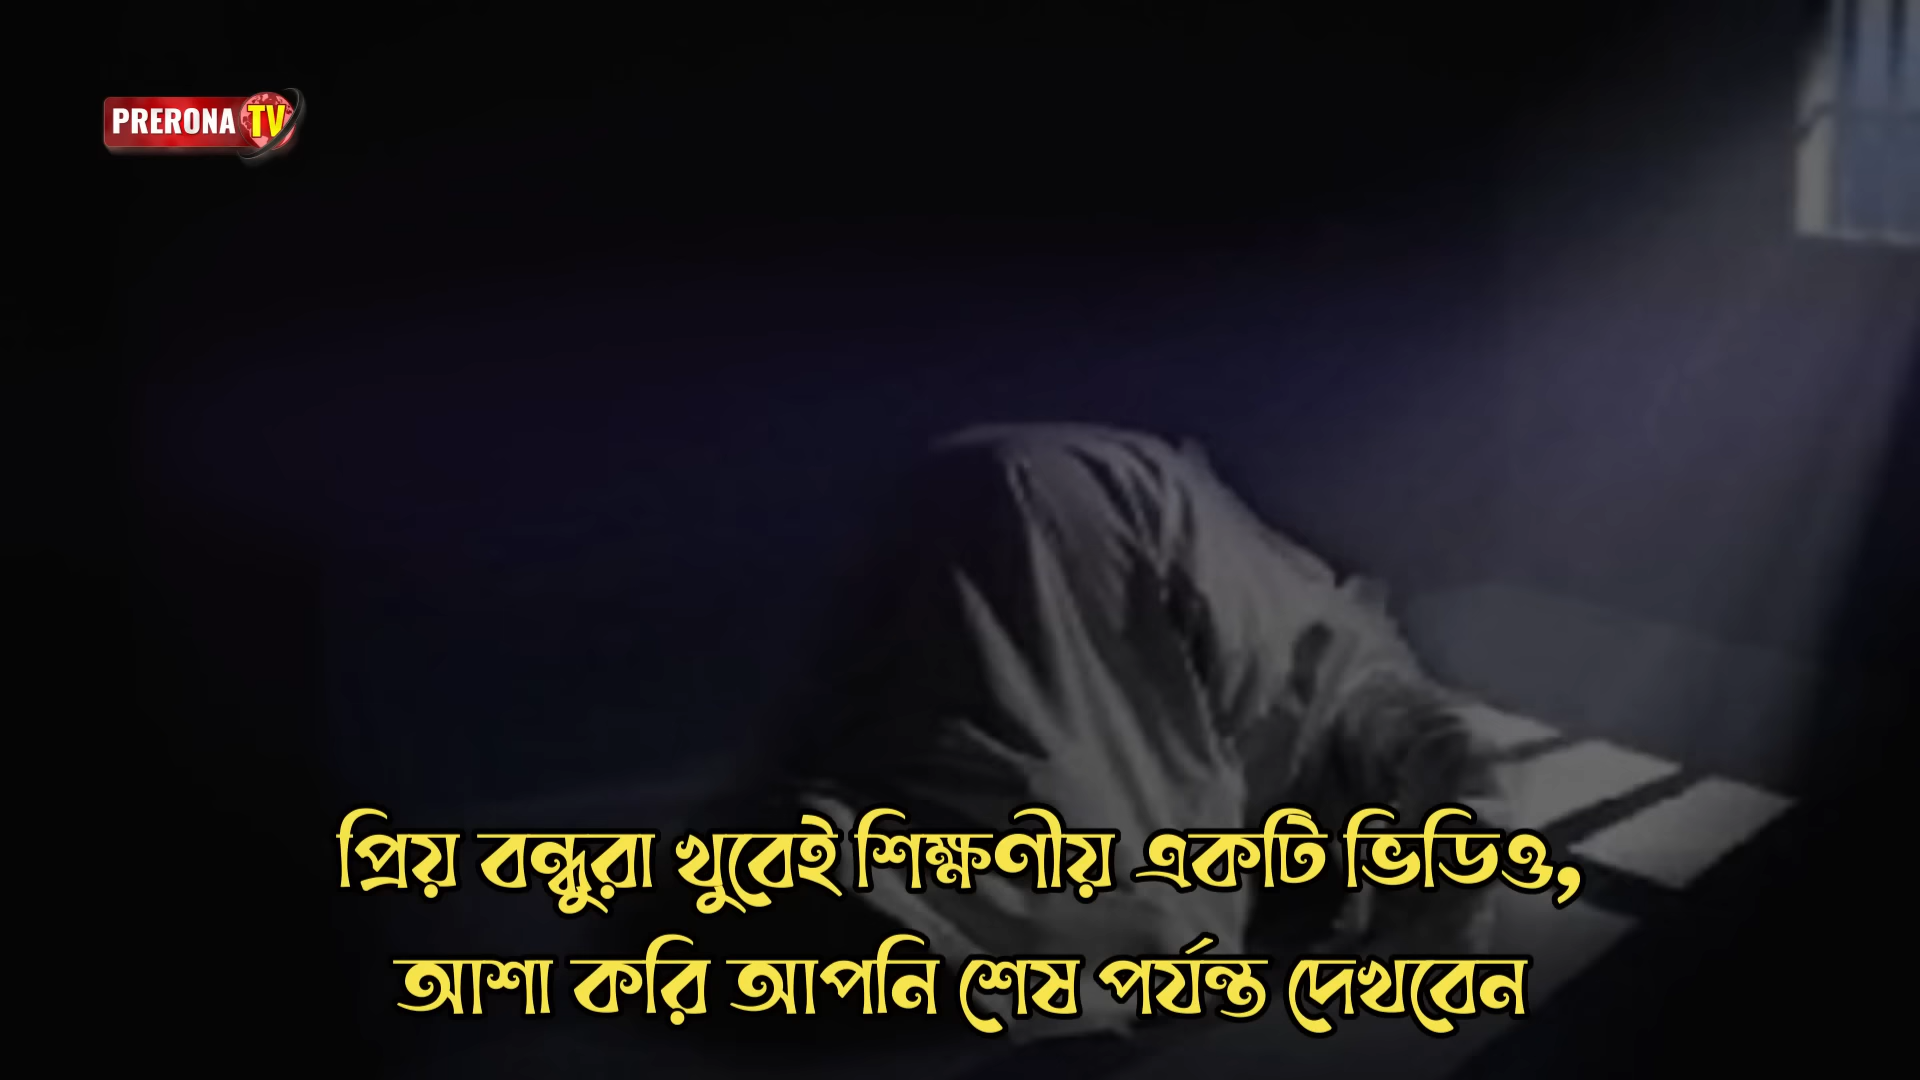 PRERONA TV
প্রিয় বন্ধুরা খুবেই শিক্ষণীয় একটি ভিডিও,
আশা করি আপনি শেষ পর্যন্ত দেখবেন